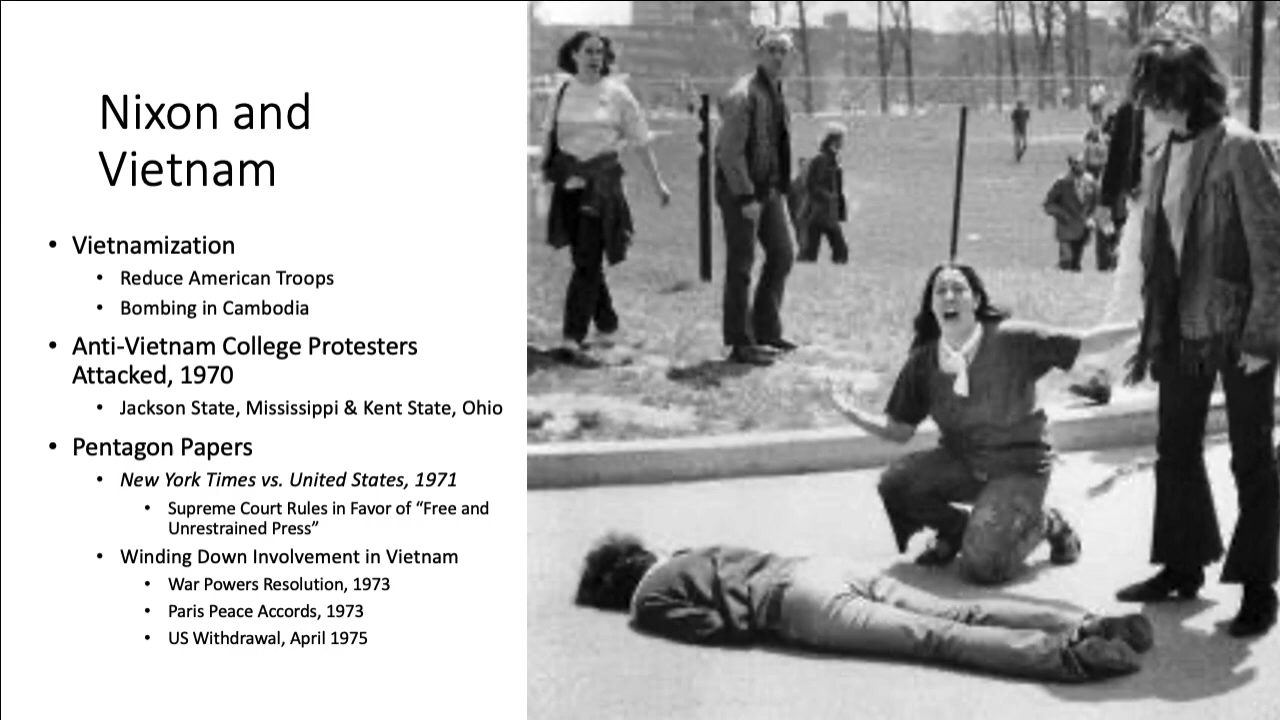 Nixon and
Vietnam
• Vietnamization
• Reduce American Troops
• Bombing in Cambodia
• Anti-Vietnam College Protesters
Attacked, 1970
• Jackson State, Mississippi & Kent State, Ohio
• Pentagon Papers
• New York Times vs. United States, 1971
• Supreme Court Rules in Favor of “Free and
Unrestrained Press”
• Winding Down Involvement in Vietnam
• War Powers Resolution, 1973
• Paris Peace Accords, 1973
• US Withdrawal, April 1975